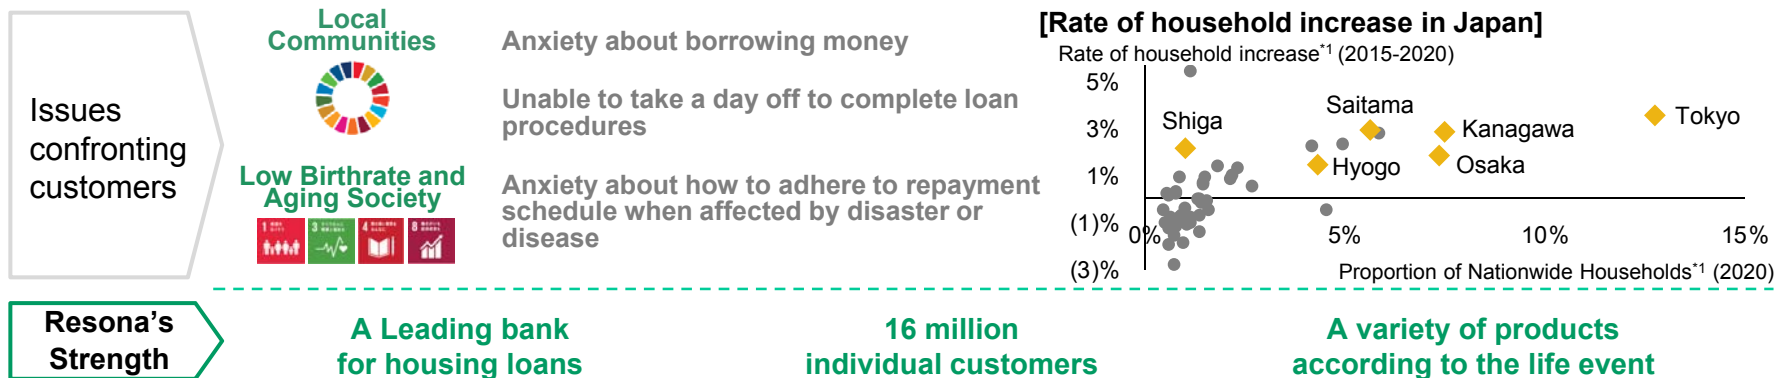 Issues
confronting
customers
Local
Communities
Low Birthrate and
Aging Society
1
3
4
8
Anxiety about borrowing money
Unable to take a day off to complete loan
procedures
Anxiety about how to adhere to repayment
schedule when affected by disaster or
disease
[Rate of household increase in Japan]
Rate of household increase*1 (2015-2020)
5%
3%
1%
(1)%
(3)%
Shiga
Saitama
Kanagawa
Tokyo
Hyogo
Osaka
0%
5%
10%
15%
Proportion of Nationwide Households*1 (2020)
Resona's
Strength
A Leading bank
for housing loans
16 million
individual customers
A variety of products
according to the life event